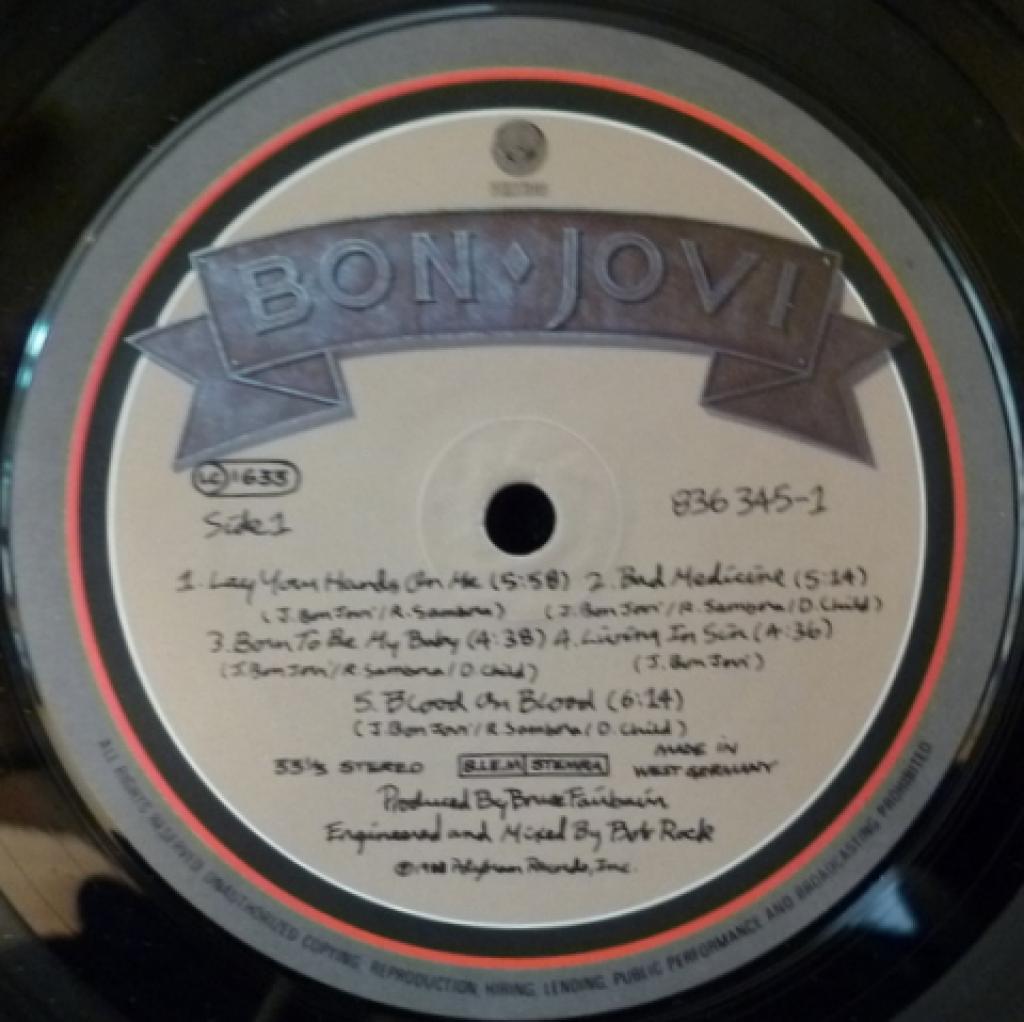 BON JOVI
LC 1633
836 345-1
Side 1
1. Lay Your Hands On Me (5:58) 2. Bad Medicine (5:14)
(J. Bon Jovi / R. Sambora) (J. Bon Jovi / R. Sambora / D. Child)
3. Born To Be My Baby (4:38) 4. Living In Sin (4:36)
(J. Bon Jovi / R. Sambora / D. Child) (J. Bon Jovi)
5. Blood On Blood (6:14)
(J. Bon Jovi / R. Sambora / D. Child)
33 1/3 STEREO B.I.E.M. STEMRA MADE IN WEST GERMANY
Produced By Bruce Fairbairn
Engineered and Mixed By Bob Rock
℗ 1988 PolyGram Records, Inc.
ALL RIGHTS RESERVED UNAUTHORIZED COPYING, REPRODUCTION, HIRING, LENDING, PUBLIC PERFORMANCE AND BROADCASTING PROHIBITED